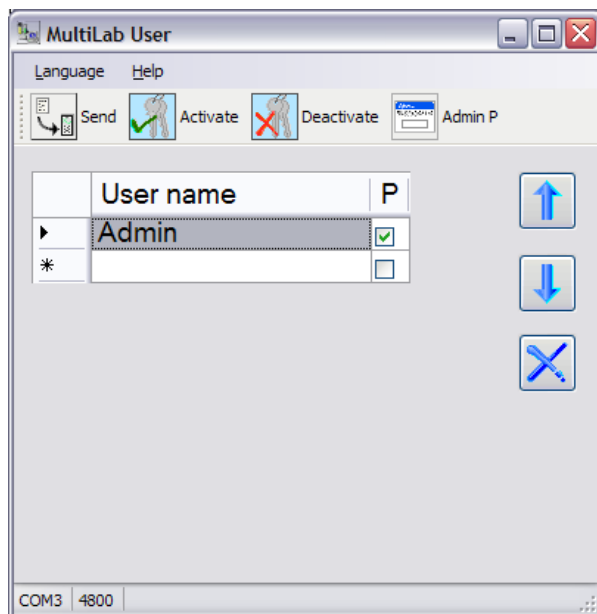 MultiLab User
Language Help
Send Activate Deactivate Admin P
User name P
Admin
COM3 4800